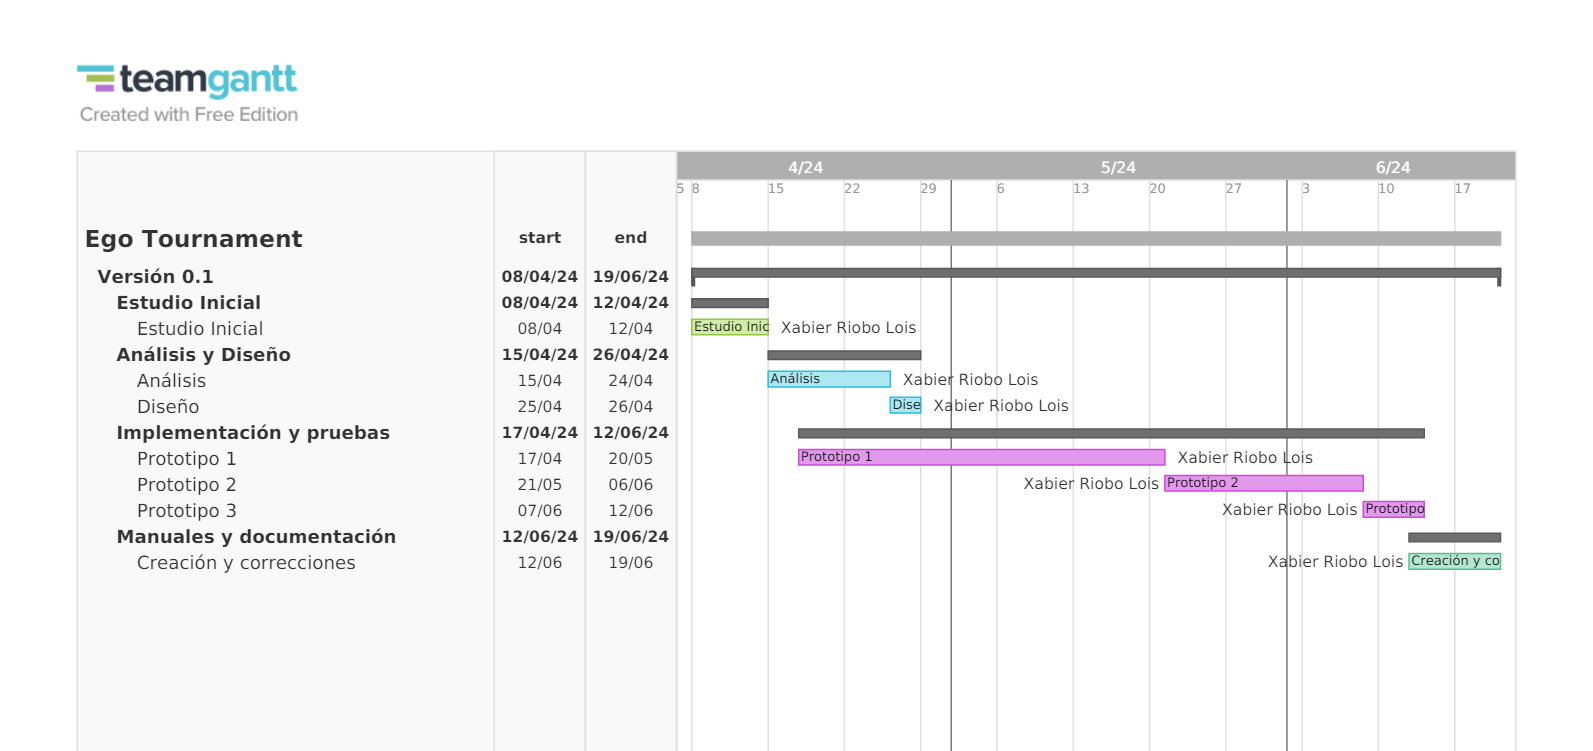 teamgantt
Created with Free Edition
4/24 5/24 6/24
5 8 15 22 29 6 13 20 27 3 10 17
Ego Tournament start end
Versión 0.1 08/04/24 19/06/24
Estudio Inicial 08/04/24 12/04/24
Estudio Inicial 08/04 12/04 Estudio Inic Xabier Riobo Lois
Análisis y Diseño 15/04/24 26/04/24
Análisis 15/04 24/04 Análisis Xabier Riobo Lois
Diseño 25/04 26/04 Dise Xabier Riobo Lois
Implementación y pruebas 17/04/24 12/06/24
Prototipo 1 17/04 20/05 Prototipo 1 Xabier Riobo Lois
Prototipo 2 21/05 06/06 Xabier Riobo Lois Prototipo 2
Prototipo 3 07/06 12/06 Xabier Riobo Lois Prototipo
Manuales y documentación 12/06/24 19/06/24
Creación y correcciones 12/06 19/06 Xabier Riobo Lois Creación y co